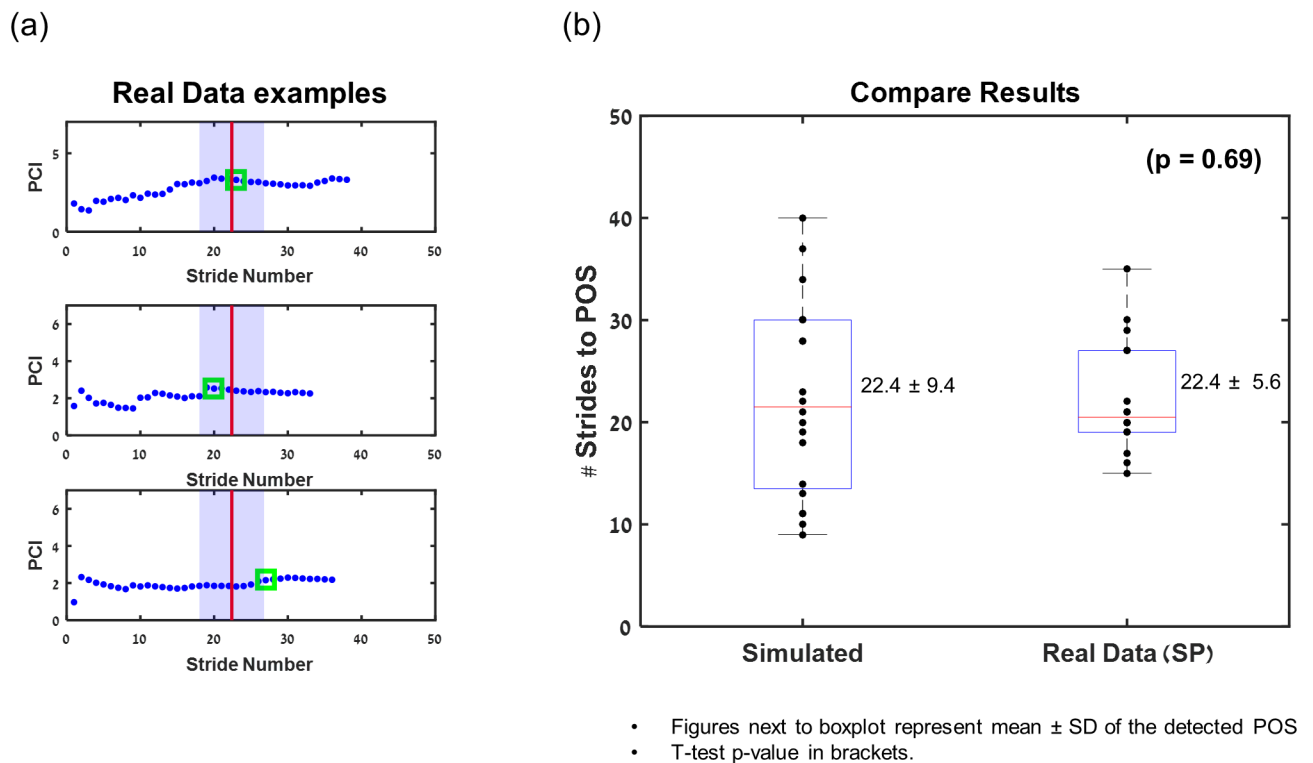 (a)
Real Data examples
PCI
5
0
0 10 20 30 40 50
Stride Number
PCI
6
4
2
0
0 10 20 30 40 50
Stride Number
PCI
6
4
2
0
0 10 20 30 40 50
Stride Number
(b)
Compare Results
# Strides to POS
50
40
30
20
10
0
(p = 0.69)
22.4 ± 9.4
22.4 ± 5.6
Simulated
Real Data (SP)
• Figures next to boxplot represent mean ± SD of the detected POS
• T-test p-value in brackets.